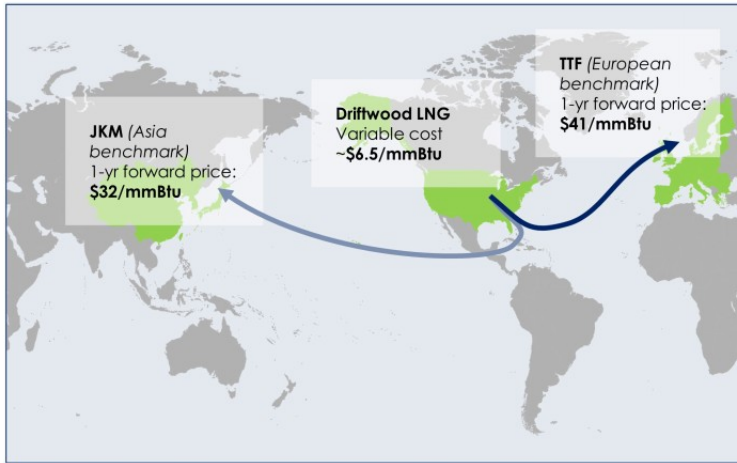 JKM (Asia
benchmark)
1-yr forward price:
$32/mmBtu
Driftwood LNG
Variable cost
~$6.5/mmBtu
TTF (European
benchmark)
1-yr forward price:
$41/mmBtu